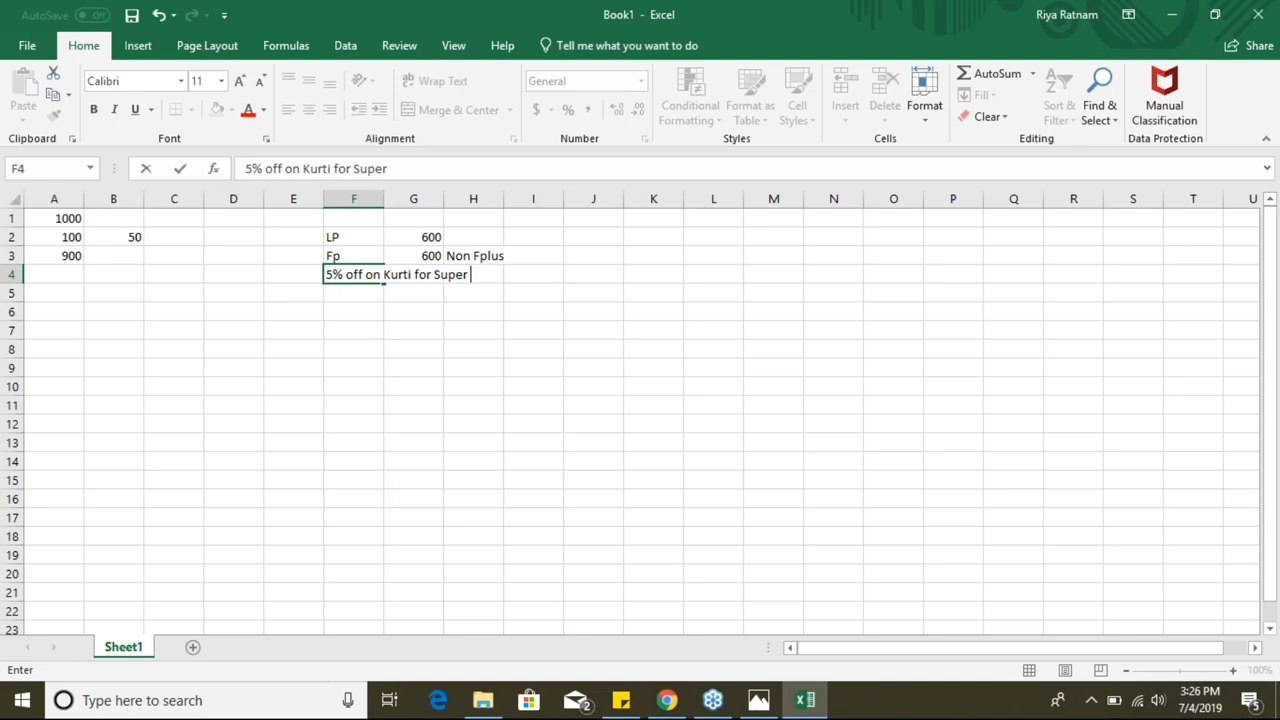 AutoSave Off Book1 - Excel Riya Ratnam
File Home Insert Page Layout Formulas Data Review View Help Tell me what you want to do Share
Calibri 11 Wrap Text General AutoSum
Fill
Paste B I U Merge & Center $ % Conditional Formatting Format as Table Cell Styles Insert Delete Format Clear Sort & Filter Find & Select Manual Classification
Clipboard Font Alignment Number Styles Cells Editing Data Protection
F4 fx 5% off on Kurti for Super
A B C D E F G H I J K L M N O P Q R S T U
1 1000
2 100 50 LP 600
3 900 Fp 600 Non Fplus
4 5% off on Kurti for Super
5
6
7
8
9
10
11
12
13
14
15
16
17
18
19
20
21
22
23
Sheet1
Enter 100%
Type here to search 2 3:26 PM
7/4/2019 5